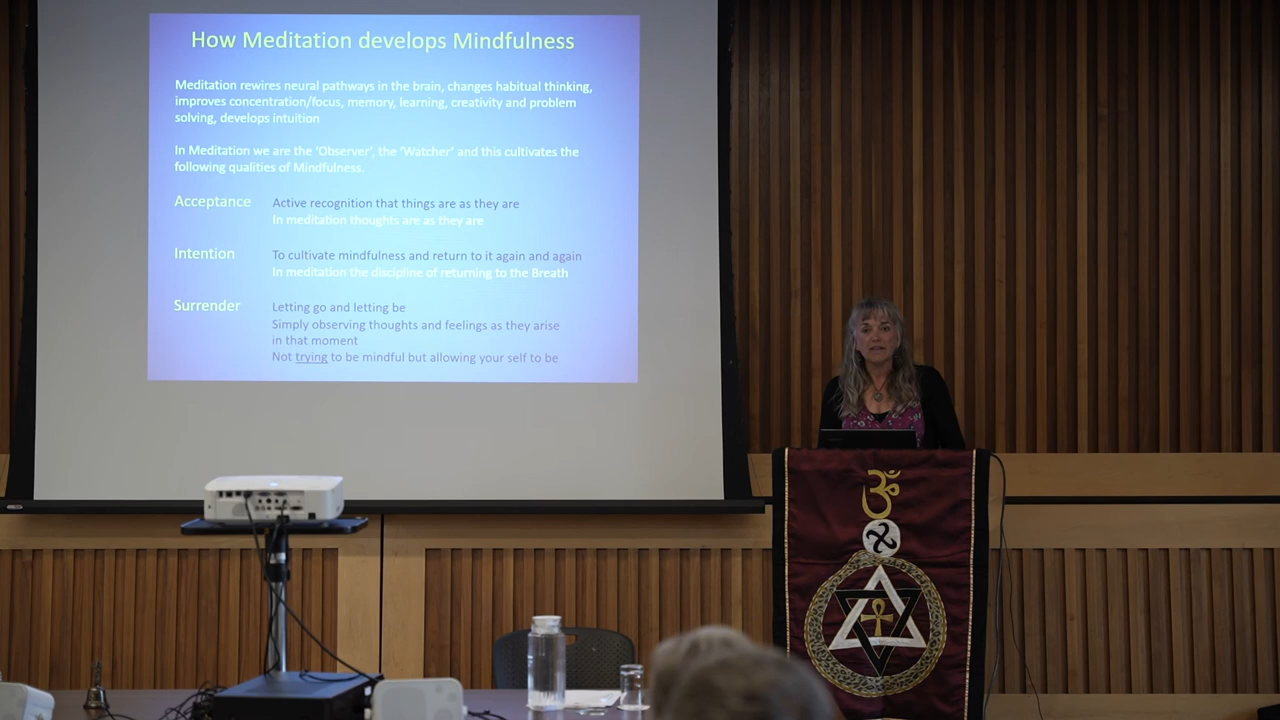 How Meditation develops Mindfulness
Meditation rewires neural pathways in the brain, changes habitual thinking,
improves concentration/focus, memory, learning, creativity and problem
solving, develops intuition
In Meditation we are the ‘Observer’, the ‘Watcher’ and this cultivates the
following qualities of Mindfulness.
Acceptance Active recognition that things are as they are
In meditation thoughts are as they are
Intention To cultivate mindfulness and return to it again and again
In meditation the discipline of returning to the Breath
Surrender Letting go and letting be
Simply observing thoughts and feelings as they arise
in that moment
Not trying to be mindful but allowing your self to be
ॐ